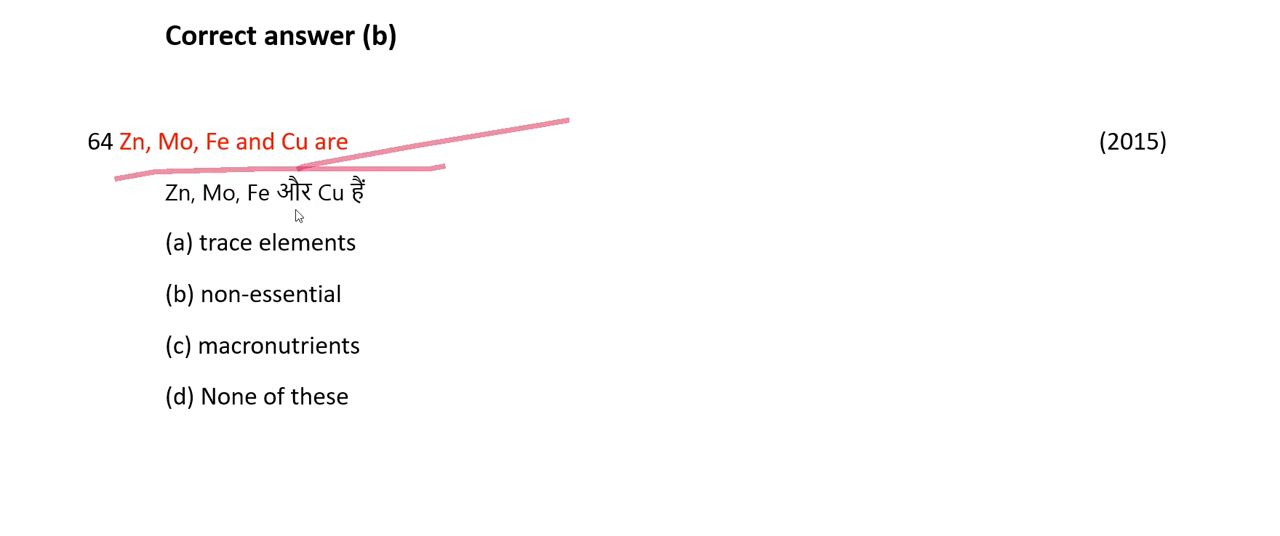 Correct answer (b)
64 Zn, Mo, Fe and Cu are (2015)
Zn, Mo, Fe और Cu हैं
(a) trace elements
(b) non-essential
(c) macronutrients
(d) None of these